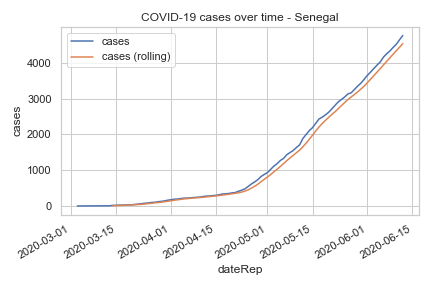 COVID-19 cases over time - Senegal
cases
cases (rolling)
4000
3000
2000
1000
0
cases
2020-03-01
2020-03-15
2020-04-01
2020-04-15
2020-05-01
2020-05-15
2020-06-01
2020-06-15
dateRep